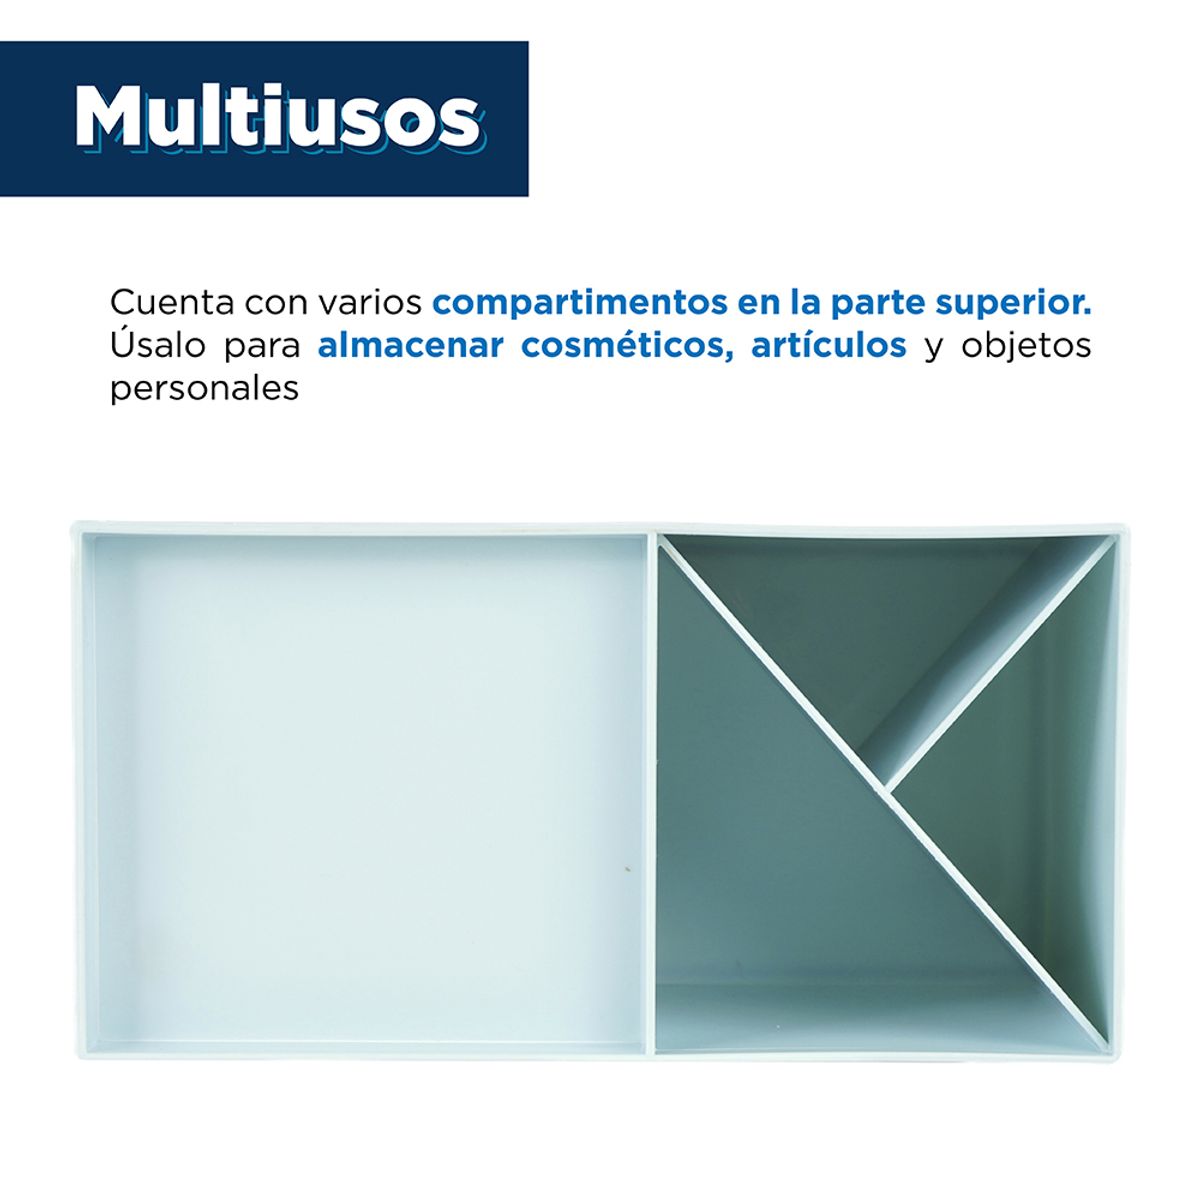 Multiusos
Cuenta con varios compartimentos en la parte superior.
Úsalo para almacenar cosméticos, artículos y objetos
personales